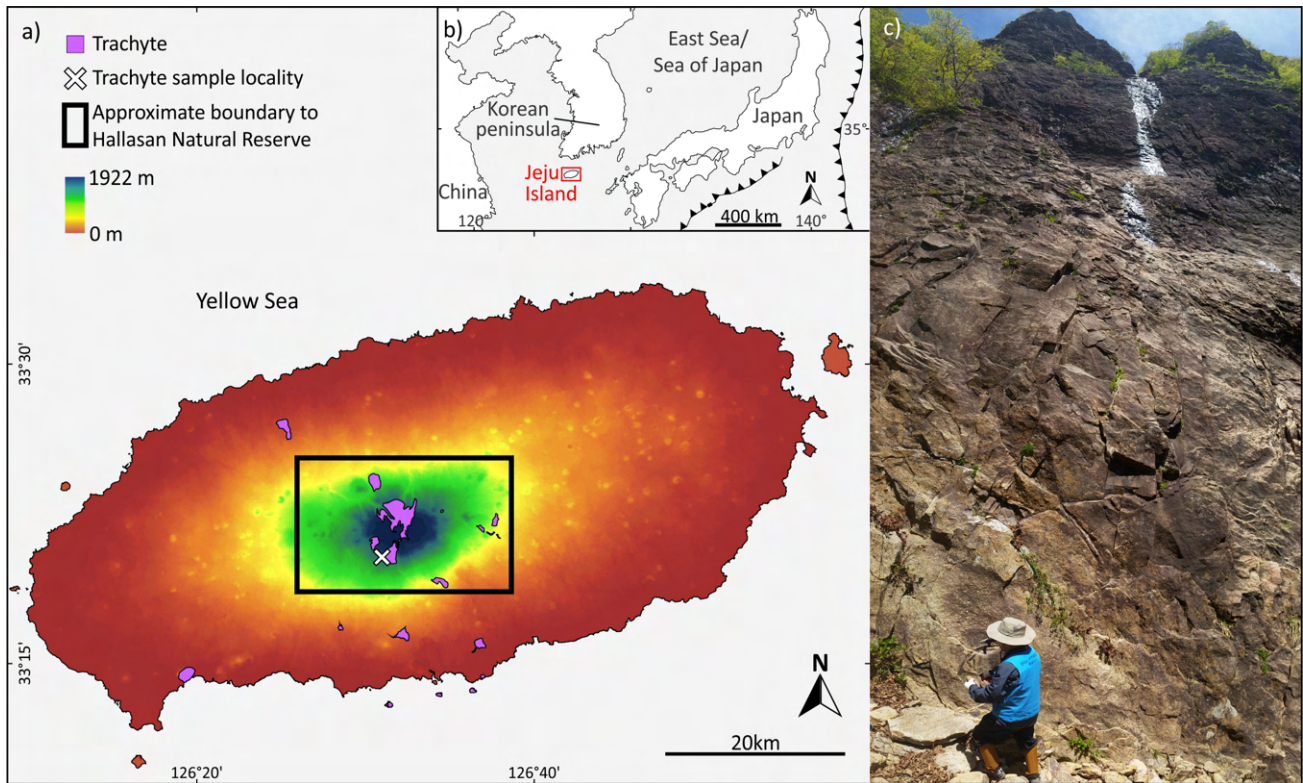 a)
Trachyte
Trachyte sample locality
Approximate boundary to
Hallasan Natural Reserve
1922 m
0 m
Yellow Sea
33°30'
33°15'
126°20'
126°40'
N
20km
b)
East Sea/
Sea of Japan
Korean
peninsula
Japan
35°
Jeju
Island
China
120°
N
400 km
140°
c)